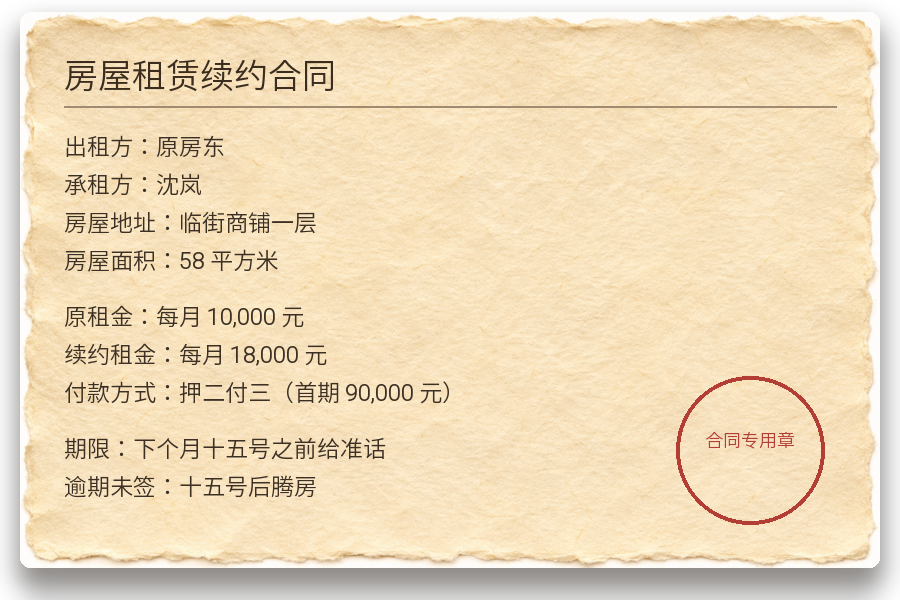 房屋租赁续约合同
出租方：原房东
承租方：沈岚
房屋地址：临街商铺一层
房屋面积：58 平方米
原租金：每月 10,000 元
续约租金：每月 18,000 元
付款方式：押二付三（首期 90,000 元）
期限：下个月十五号之前给准话
逾期未签：十五号后腾房
合同专用章